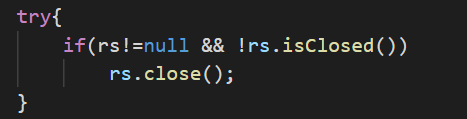 try{
    if(rs!=null && !rs.isClosed())
        rs.close();
}